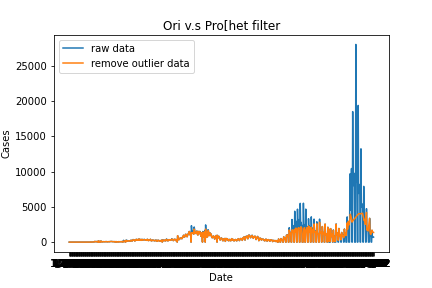 Ori v.s Pro[het filter
raw data
remove outlier data
25000
20000
15000
10000
5000
0
Cases
Date